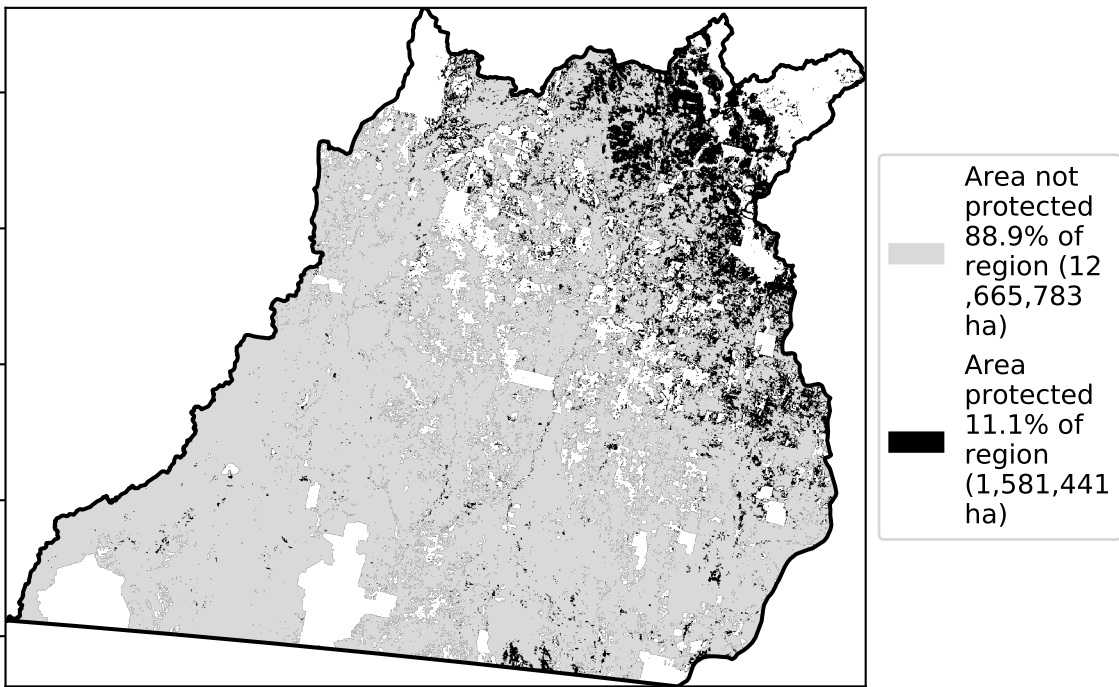 Area not
protected
88.9% of
region (12
,665,783
ha)
Area
protected
11.1% of
region
(1,581,441
ha)